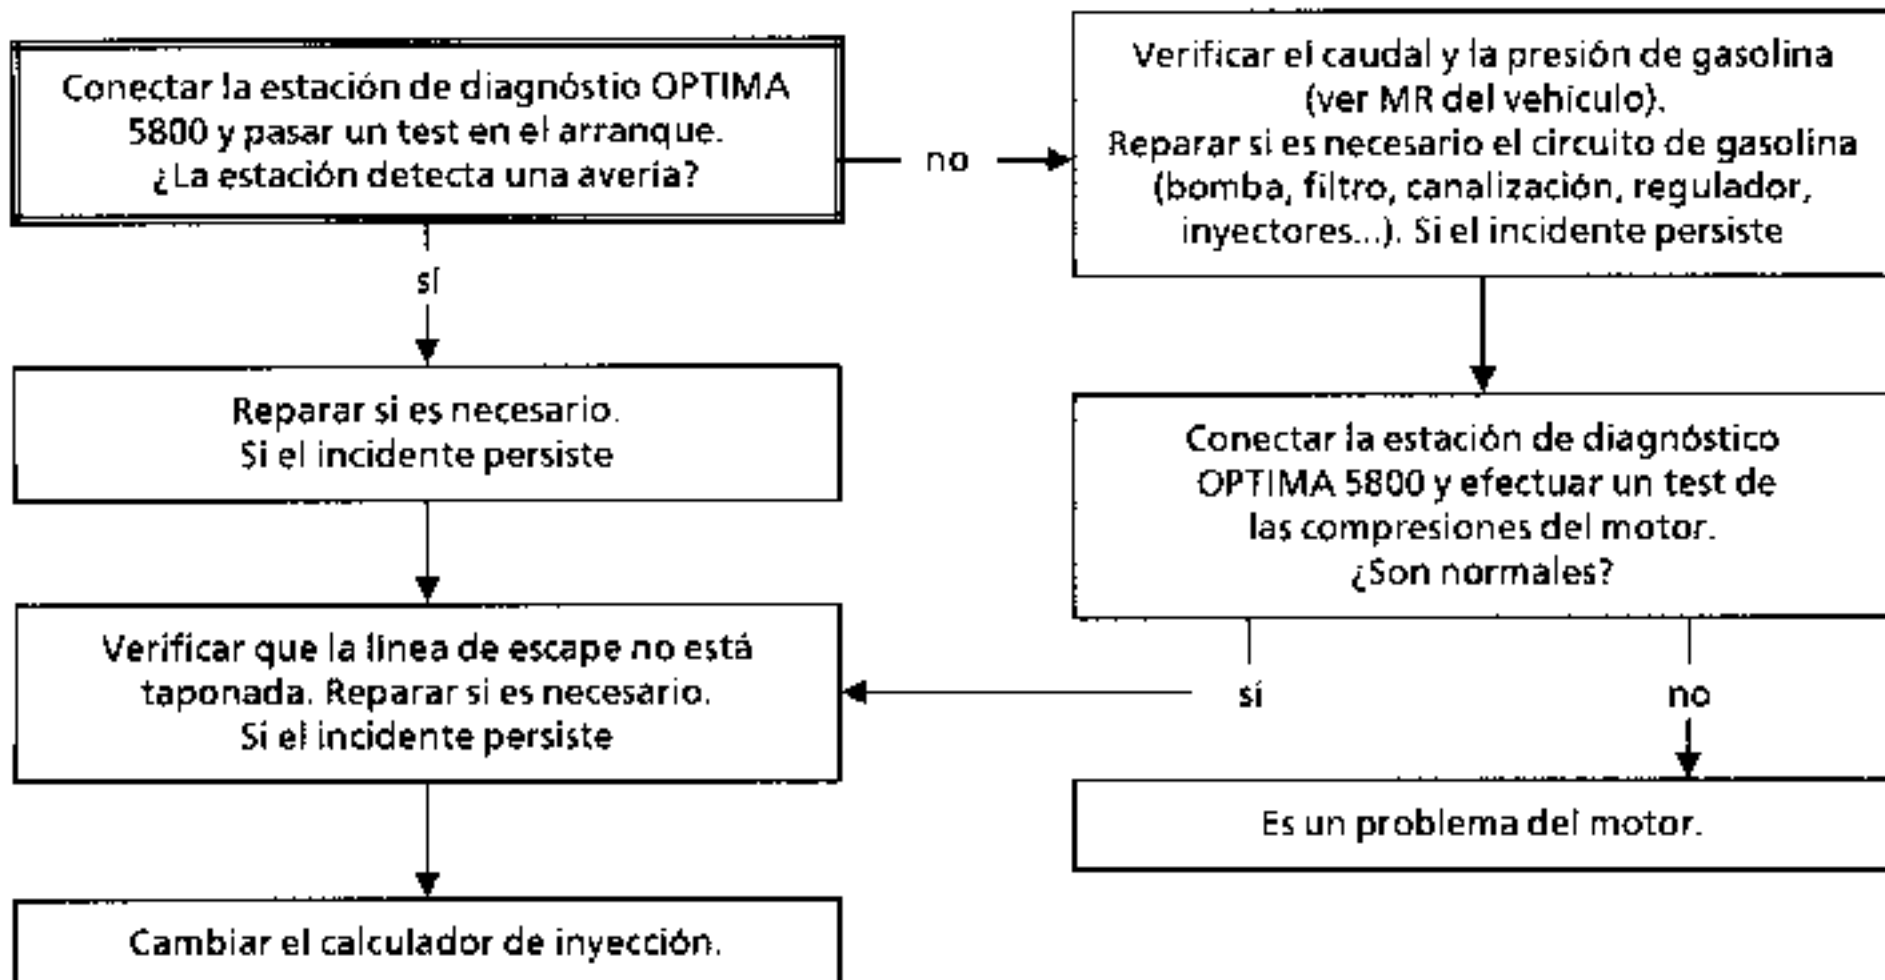 Conectar la estación de diagnóstio OPTIMA
5800 y pasar un test en el arranque.
¿La estación detecta una avería?
no
Verificar el caudal y la presión de gasolina
(ver MR del vehículo).
Reparar si es necesario el circuito de gasolina
(bomba, filtro, canalización, regulador,
inyectores...). Si el incidente persiste
sí
Reparar si es necesario.
Si el incidente persiste
Conectar la estación de diagnóstico
OPTIMA 5800 y efectuar un test de
las compresiones del motor.
¿Son normales?
Verificar que la línea de escape no está
taponada. Reparar si es necesario.
Si el incidente persiste
sí
no
Es un problema del motor.
Cambiar el calculador de inyección.